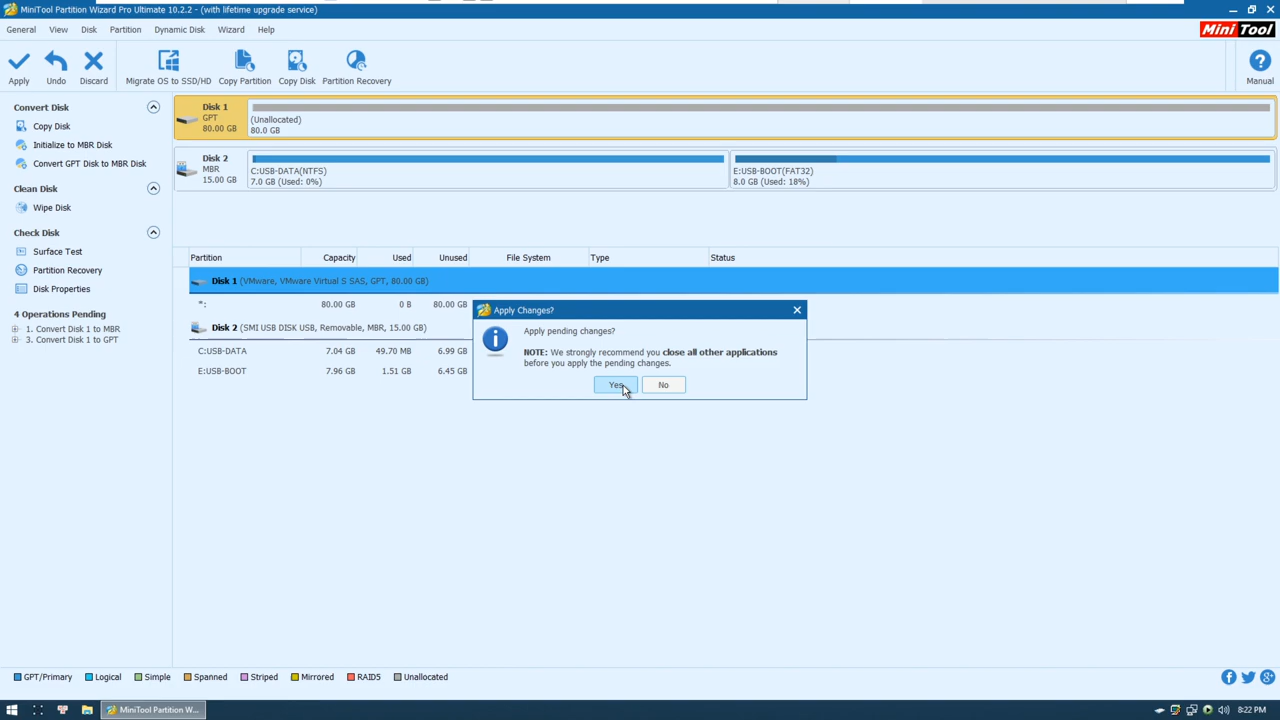 MiniTool Partition Wizard Pro Ultimate 10.2.2 - (with lifetime upgrade service)
General View Disk Partition Dynamic Disk Wizard Help
Mini Tool
Apply Undo Discard Migrate OS to SSD/HD Copy Partition Copy Disk Partition Recovery Manual
Convert Disk
Copy Disk
Initialize to MBR Disk
Convert GPT Disk to MBR Disk
Clean Disk
Wipe Disk
Check Disk
Surface Test
Partition Recovery
Disk Properties
4 Operations Pending
1. Convert Disk 1 to MBR
3. Convert Disk 1 to GPT
Disk 1
GPT
80.00 GB
(Unallocated)
80.0 GB
Disk 2
MBR
15.00 GB
C:USB-DATA(NTFS)
7.0 GB (Used: 0%)
E:USB-BOOT(FAT32)
8.0 GB (Used: 18%)
Partition Capacity Used Unused File System Type Status
Disk 1 (VMware, VMware Virtual S SAS, GPT, 80.00 GB)
*: 80.00 GB 0 B 80.00 GB
Disk 2 (SMI USB DISK USB, Removable, MBR, 15.00 GB)
C:USB-DATA 7.04 GB 49.70 MB 6.99 GB
E:USB-BOOT 7.96 GB 1.51 GB 6.45 GB
Apply Changes?
Apply pending changes?
NOTE: We strongly recommend you close all other applications
before you apply the pending changes.
Yes No
GPT/Primary Logical Simple Spanned Striped Mirrored RAID5 Unallocated
MiniTool Partition W... 8:22 PM